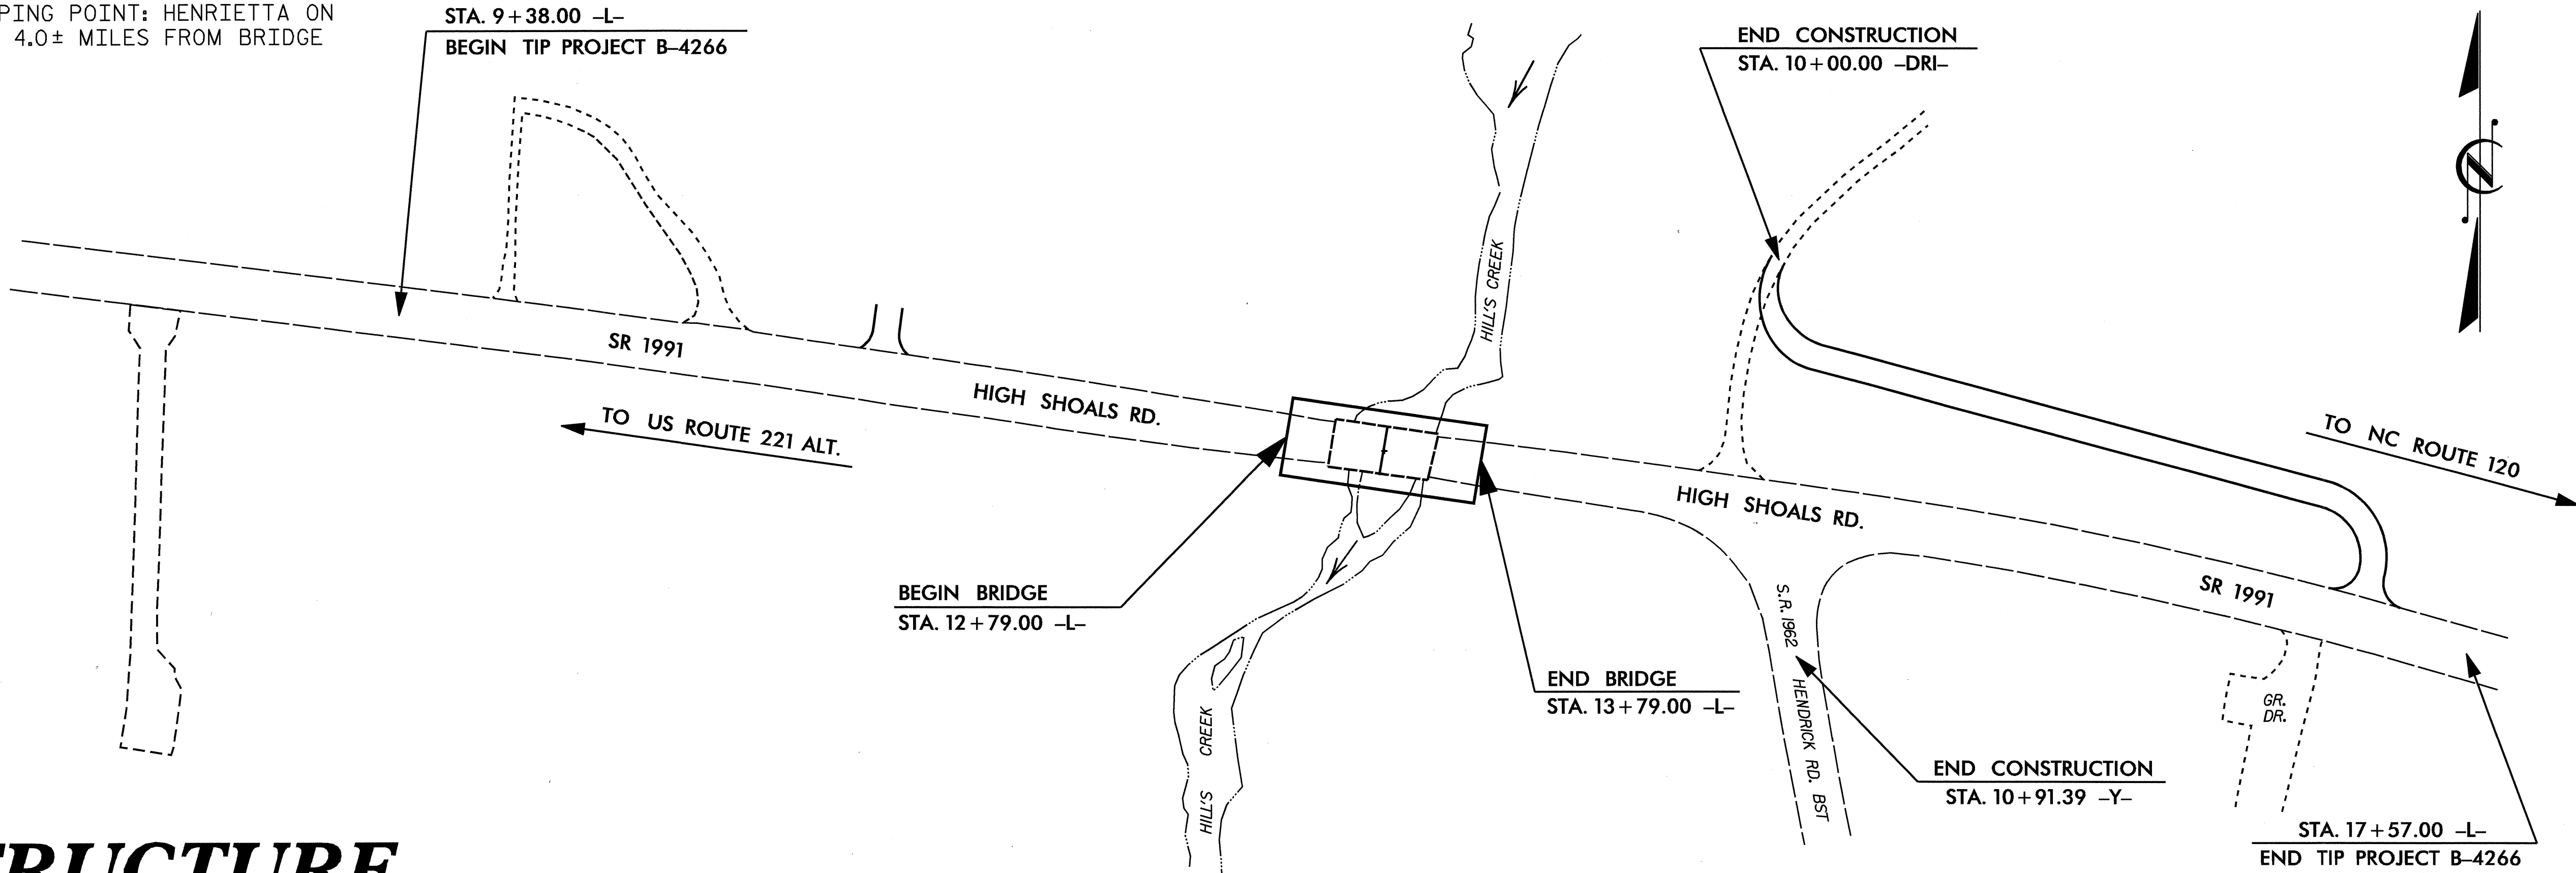 PING POINT: HENRIETTA ON
4.0± MILES FROM BRIDGE
STA. 9+38.00 -L-
BEGIN TIP PROJECT B-4266
END CONSTRUCTION
STA. 10+00.00 -DRI-
N
HILL'S CREEK
SR 1991
HIGH SHOALS RD.
TO US ROUTE 221 ALT.
TO NC ROUTE 120
HIGH SHOALS RD.
SR 1991
BEGIN BRIDGE
STA. 12+79.00 -L-
END BRIDGE
STA. 13+79.00 -L-
S.R. 1962
HENDRICK RD. BST
HILL'S CREEK
GR.
DR.
END CONSTRUCTION
STA. 10+91.39 -Y-
STA. 17+57.00 -L-
END TIP PROJECT B-4266
TRUCTURE